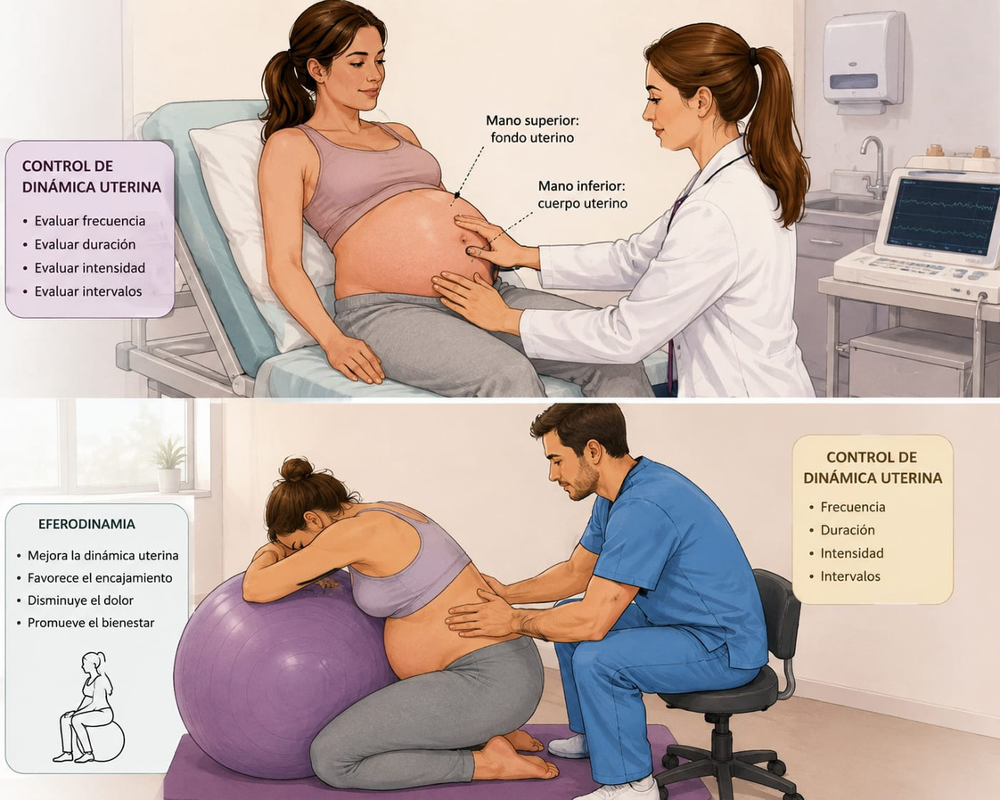 Mano superior:
fondo uterino
Mano inferior:
cuerpo uterino
CONTROL DE
DINÁMICA UTERINA
• Evaluar frecuencia
• Evaluar duración
• Evaluar intensidad
• Evaluar intervalos
EFERODINAMIA
• Mejora la dinámica uterina
• Favorece el encajamiento
• Disminuye el dolor
• Promueve el bienestar
CONTROL DE
DINÁMICA UTERINA
• Frecuencia
• Duración
• Intensidad
• Intervalos